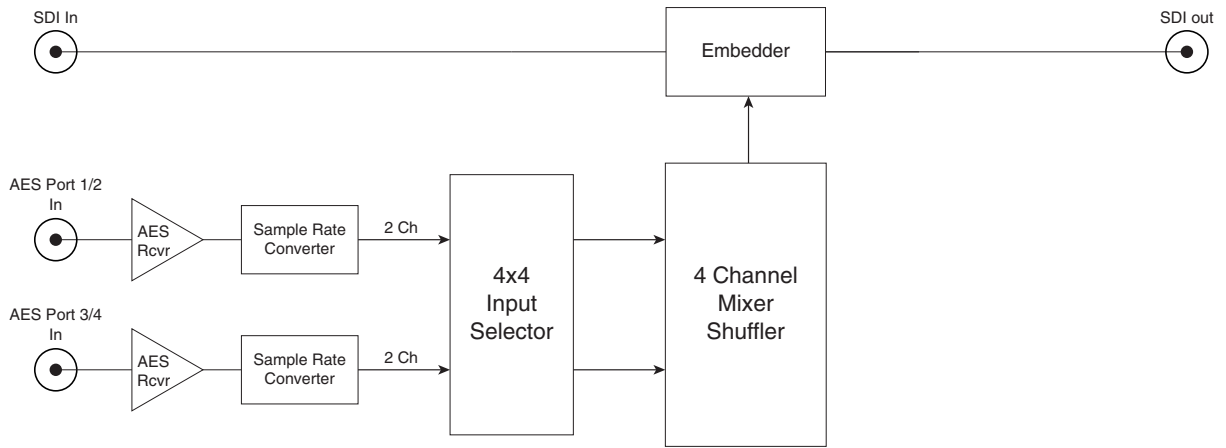 SDI In
SDI out
Embedder
AES Port 1/2
In
AES
Rcvr
Sample Rate
Converter
2 Ch
4x4
Input
Selector
4 Channel
Mixer
Shuffler
AES Port 3/4
In
AES
Rcvr
Sample Rate
Converter
2 Ch